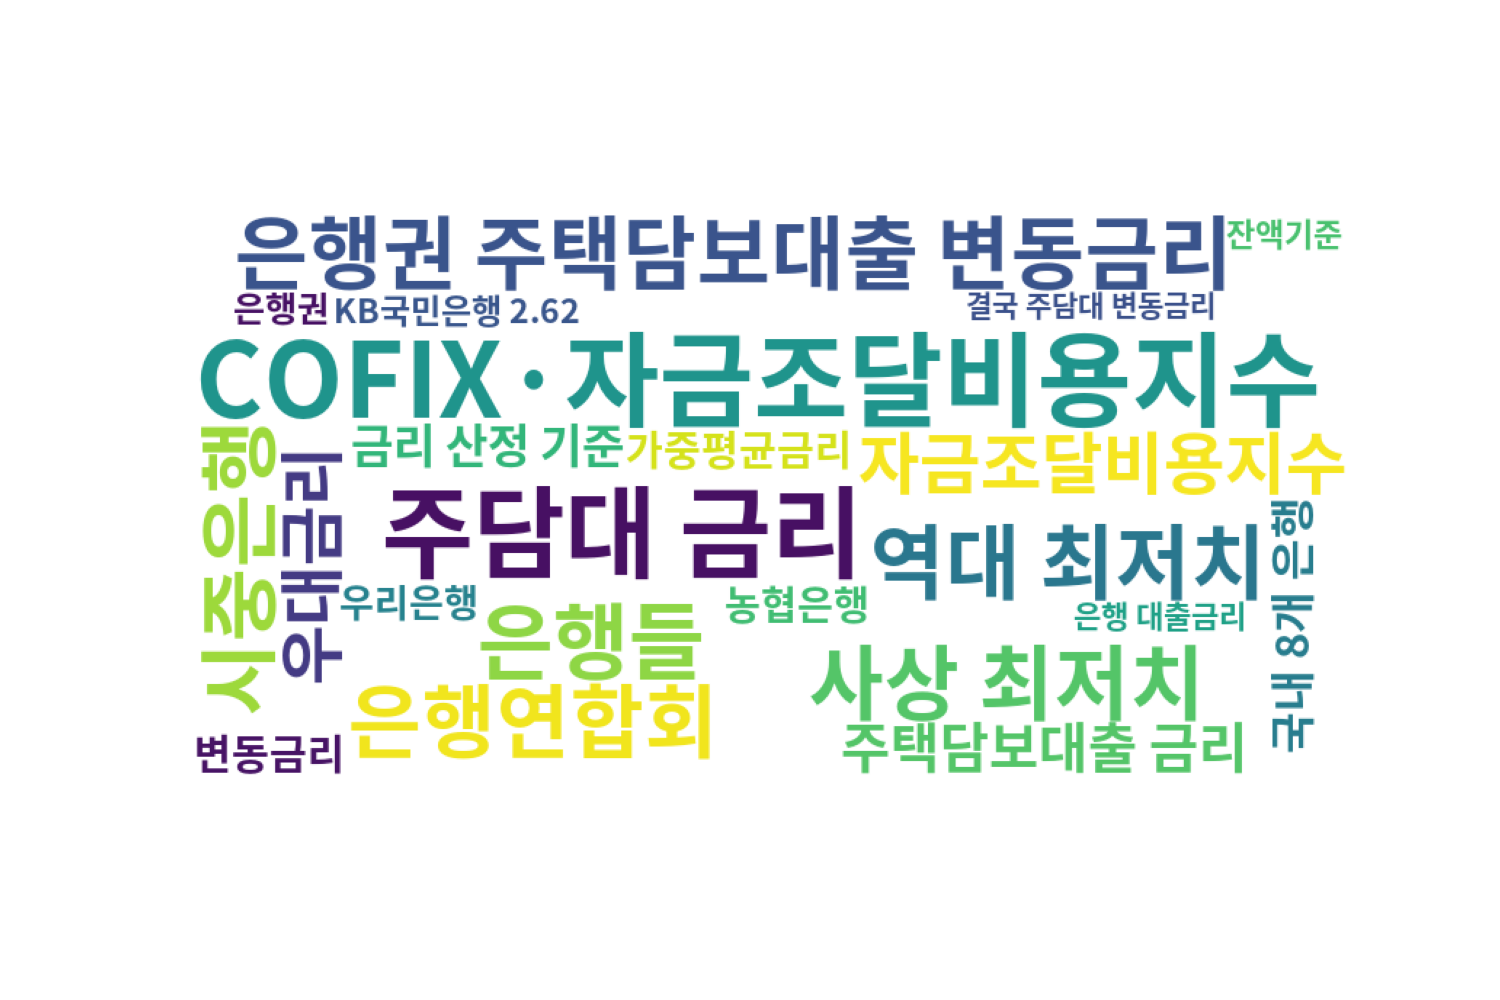 은행권 주택담보대출 변동금리
잔액기준
은행권
KB국민은행 2.62
결국 주담대 변동금리
COFIX·자금조달비용지수
시중은행
우대금리
금리 산정 기준
가중평균금리
자금조달비용지수
주담대 금리
역대 최저치
국내 8개 은행
우리은행
은행들
농협은행
은행 대출금리
사상 최저치
은행연합회
주택담보대출 금리
변동금리